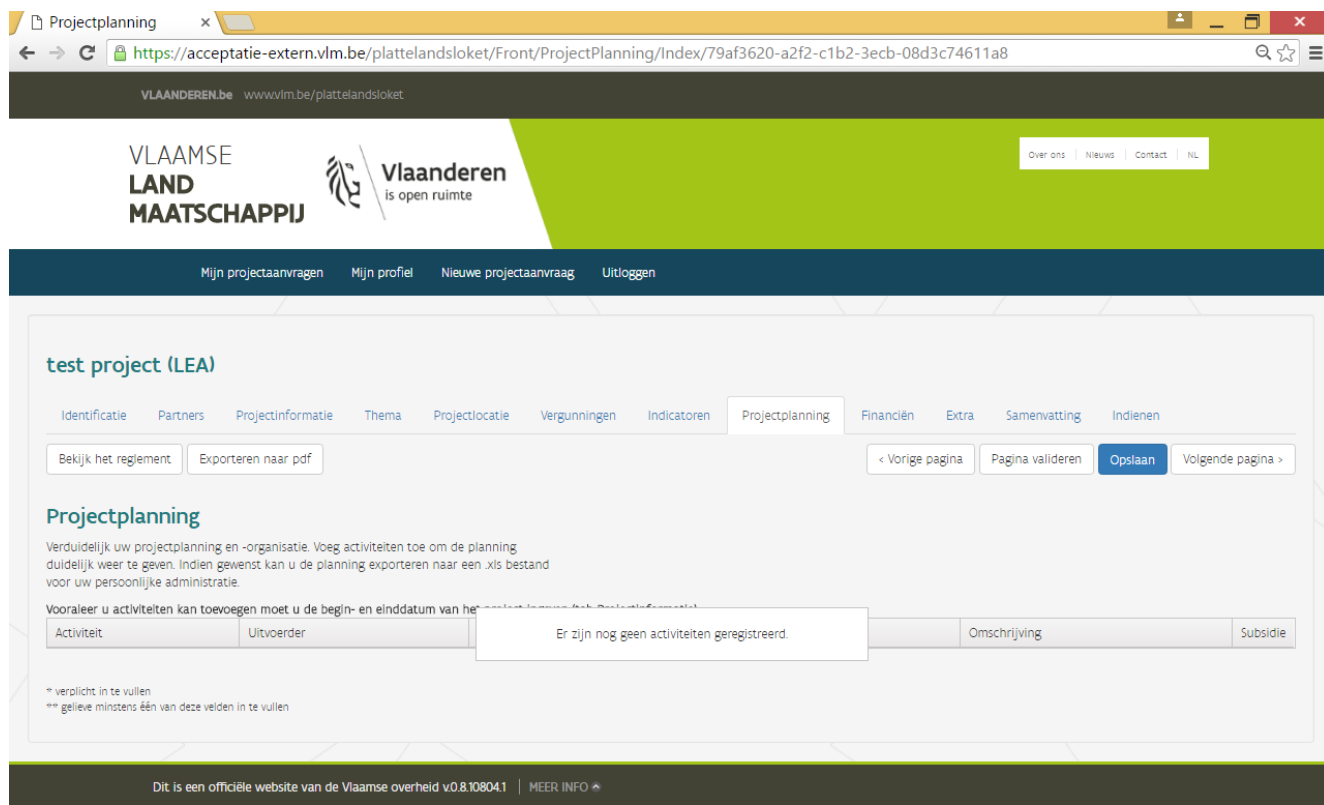 Projectplanning
https://acceptatie-extern.vlm.be/plattelandsloket/Front/ProjectPlanning/Index/79af3620-a2f2-c1b2-3ecb-08d3c74611a8
VLAANDEREN.be www.vlm.be/plattelandsloket
VLAAMSE
LAND
MAATSCHAPPIJ
Vlaanderen
is open ruimte
Over ons | Nieuws | Contact | NL
Mijn projectaanvragen Mijn profiel Nieuwe projectaanvraag Uitloggen
test project (LEA)
Identificatie Partners Projectinformatie Thema Projectlocatie Vergunningen Indicatoren Projectplanning Financiën Extra Samenvatting Indienen
Bekijk het reglement Exporteren naar pdf < Vorige pagina Pagina valideren Opslaan Volgende pagina >
Projectplanning
Verduidelijk uw projectplanning en -organisatie. Voeg activiteiten toe om de planning
duidelijk weer te geven. Indien gewenst kan u de planning exporteren naar een .xls bestand
voor uw persoonlijke administratie.
Vooraleer u activiteiten kan toevoegen moet u de begin- en einddatum van het project
Activiteit Uitvoerder Omschrijving Subsidie
Er zijn nog geen activiteiten geregistreerd.
* verplicht in te vullen
** gelieve minstens één van deze velden in te vullen
Dit is een officiële website van de Vlaamse overheid v.0.8.10804.1 | MEER INFO